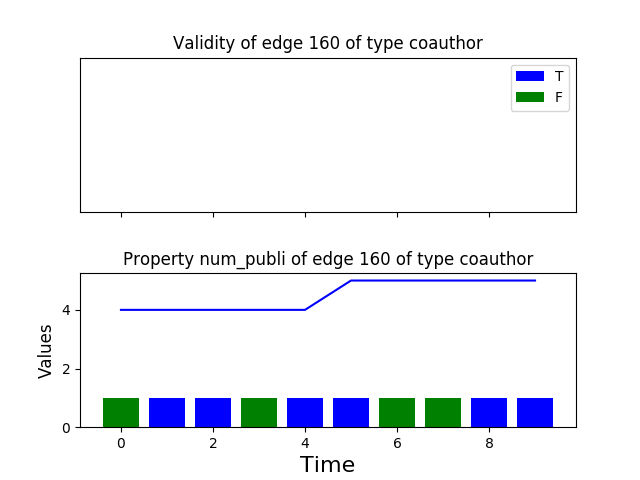 Validity of edge 160 of type coauthor
T
F
Property num_publi of edge 160 of type coauthor
Values
4
2
0
0 2 4 6 8
Time